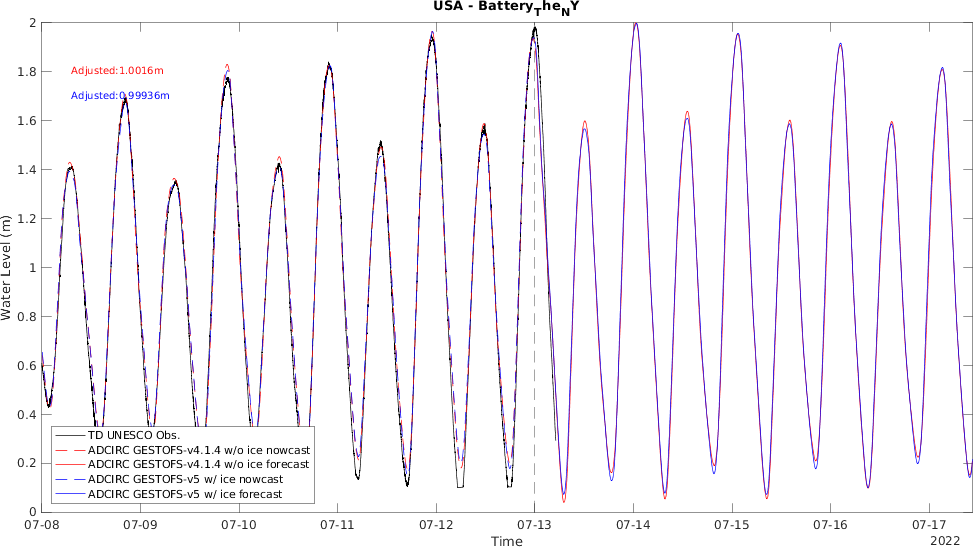 USA - Battery_The_NY
2
1.8
1.6
1.4
1.2
1
0.8
0.6
0.4
0.2
0
Water Level (m)
Adjusted:1.0016m
Adjusted:0.99936m
TD UNESCO Obs.
ADCIRC GESTOFS-v4.1.4 w/o ice nowcast
ADCIRC GESTOFS-v4.1.4 w/o ice forecast
ADCIRC GESTOFS-v5 w/ ice nowcast
ADCIRC GESTOFS-v5 w/ ice forecast
07-08 07-09 07-10 07-11 07-12 07-13 07-14 07-15 07-16 07-17
Time
2022